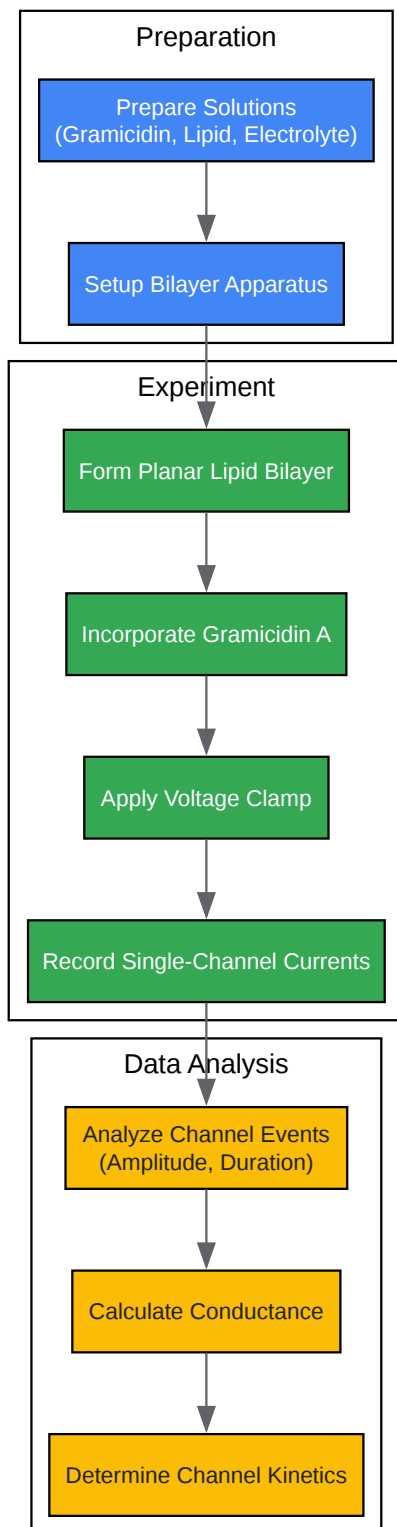 Preparation
Prepare Solutions
(Gramicidin, Lipid, Electrolyte)
Setup Bilayer Apparatus
Experiment
Form Planar Lipid Bilayer
Incorporate Gramicidin A
Apply Voltage Clamp
Record Single-Channel Currents
Data Analysis
Analyze Channel Events
(Amplitude, Duration)
Calculate Conductance
Determine Channel Kinetics